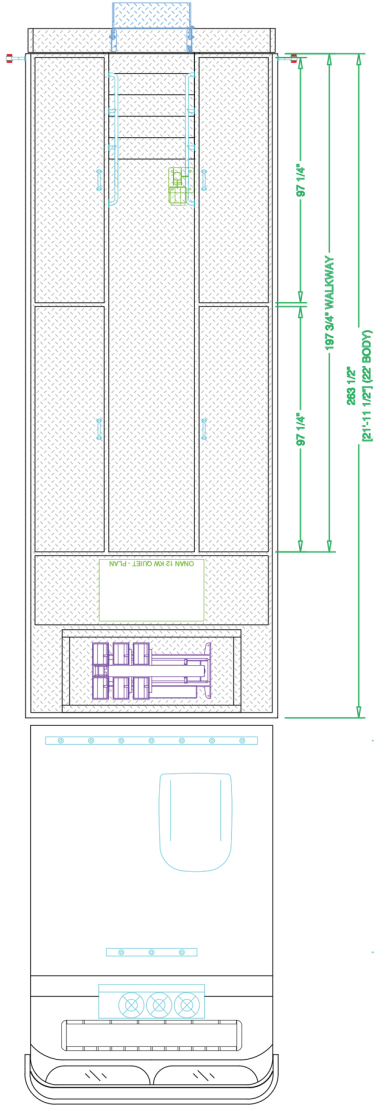 97 1/4"
197 3/4" WALKWAY
263 1/2"
[21'-11 1/2"] (22' BODY)
97 1/4"
ONAN 12 KW QUIET - PLAN